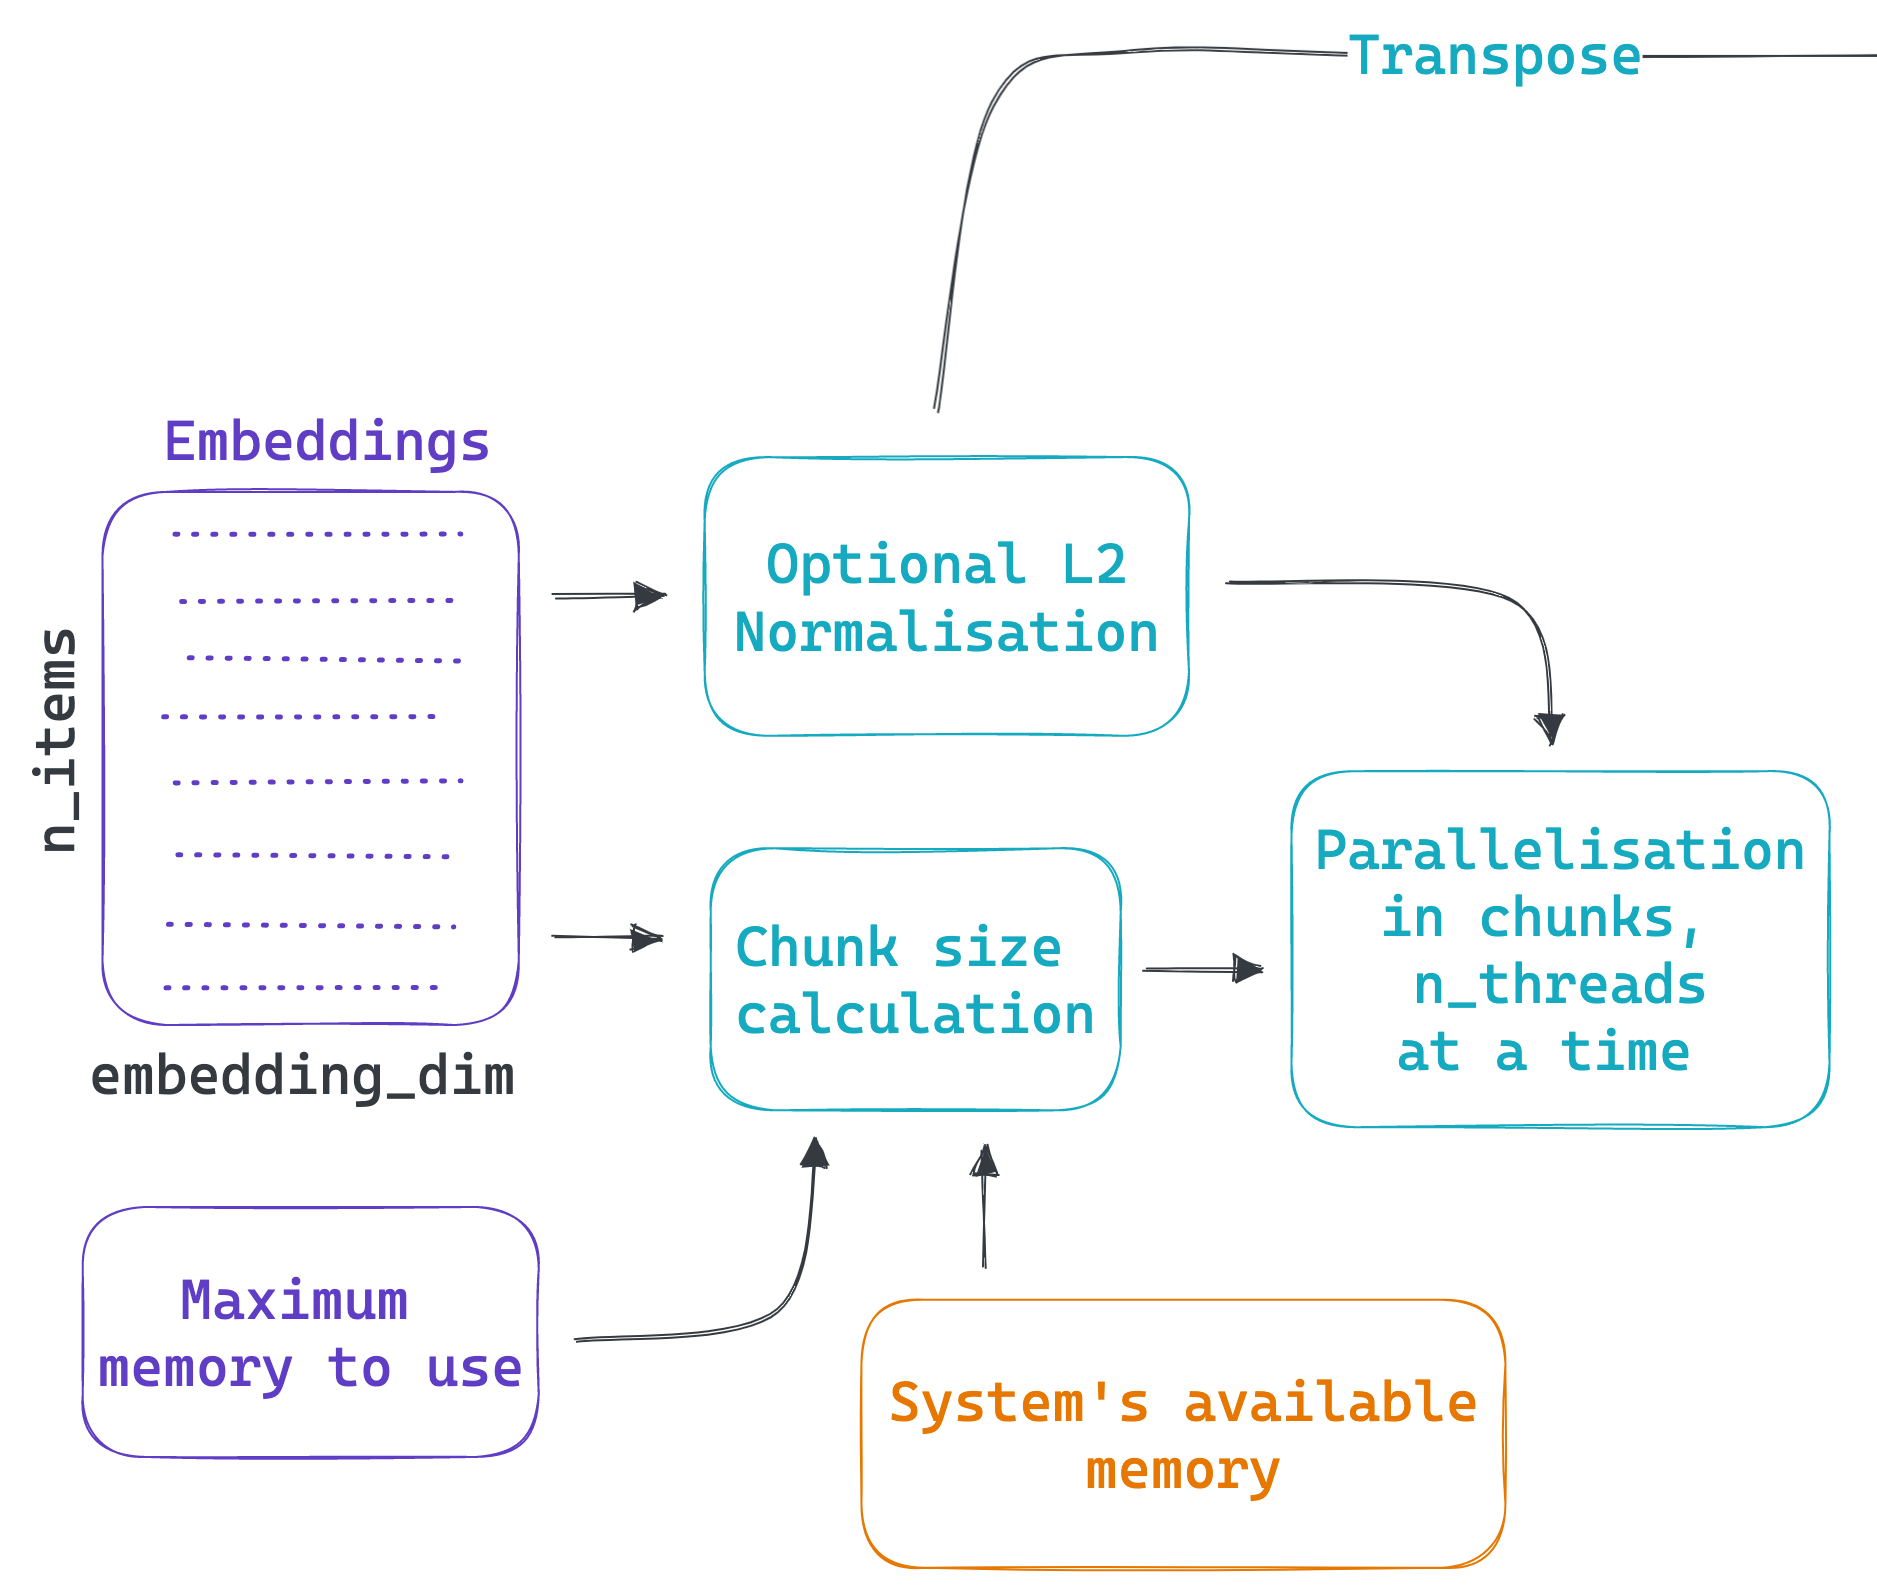 Transpose
Embeddings
n_items
embedding_dim
Optional L2
Normalisation
Chunk size
calculation
Parallelisation
in chunks,
n_threads
at a time
Maximum
memory to use
System's available
memory